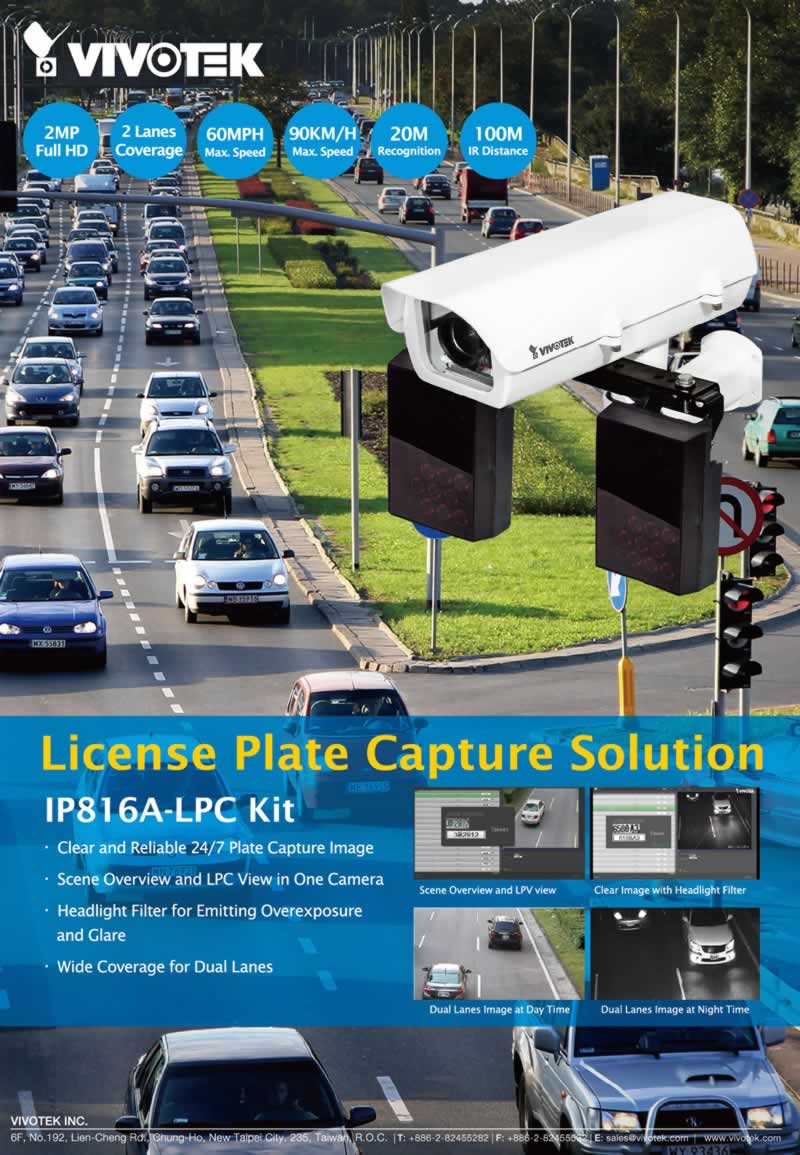 VIVOTEK
2MP
Full HD
2 Lanes
Coverage
60MPH
Max. Speed
90KM/H
Max. Speed
20M
Recognition
100M
IR Distance
VIVOTEK
License Plate Capture Solution
IP816A-LPC Kit
· Clear and Reliable 24/7 Plate Capture Image
· Scene Overview and LPC View in One Camera
· Headlight Filter for Emitting Overexposure
and Glare
· Wide Coverage for Dual Lanes
Scene Overview and LPV view
Clear Image with Headlight Filter
Dual Lanes Image at Day Time
Dual Lanes Image at Night Time
VIVOTEK INC.
6F, No.192, Lien-Cheng Rd., Chung-Ho, New Taipei City, 235, Taiwan, R.O.C. | T: +886-2-82455282 | F: +886-2-82455532 | E: sales@vivotek.com | www.vivotek.com